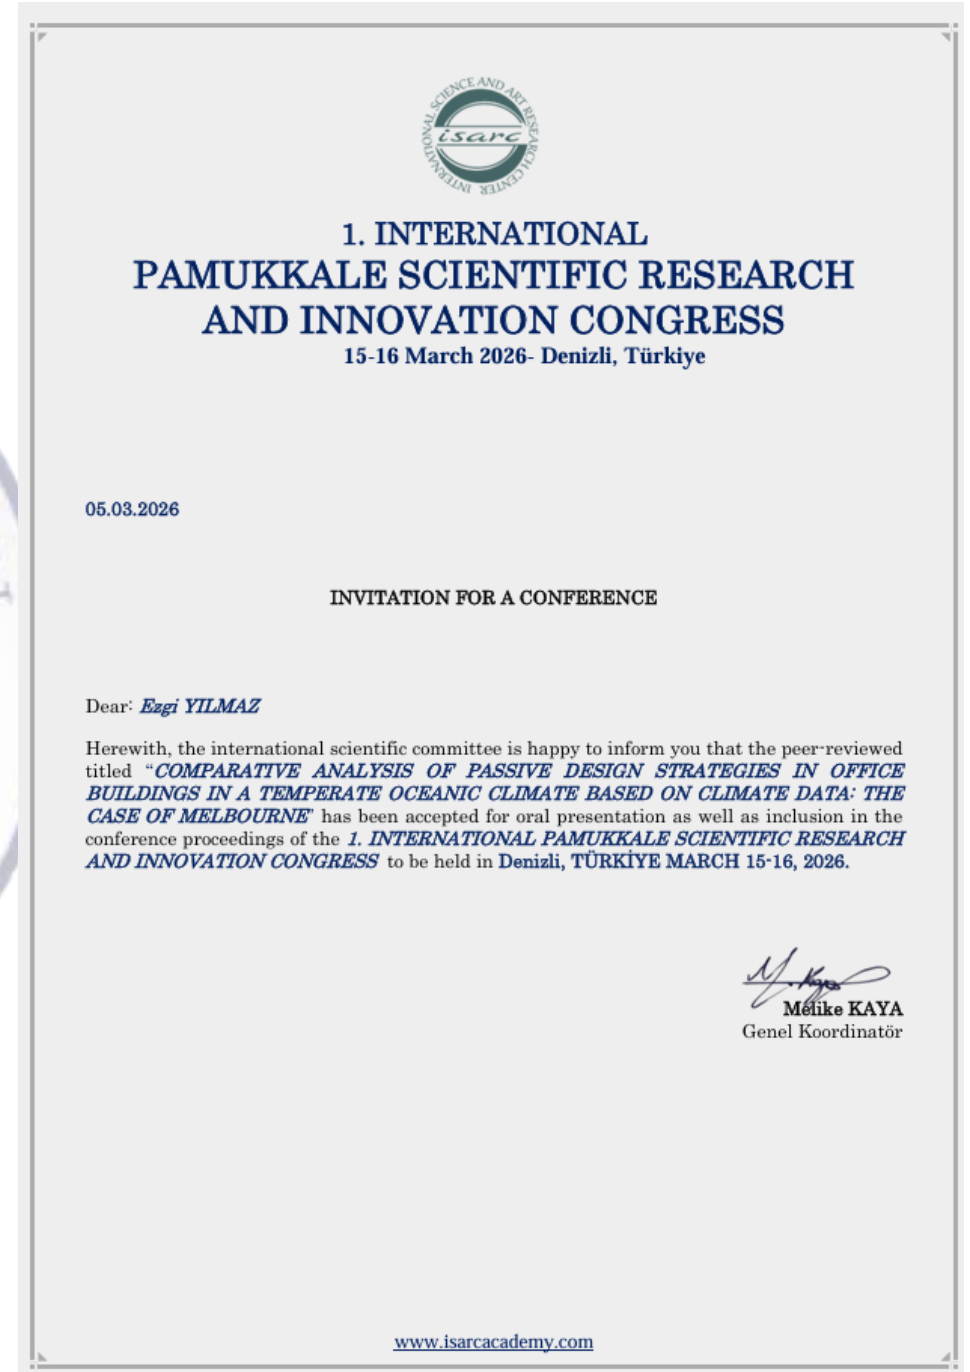 INTERNATIONAL SCIENCE AND ART RESEARCH CENTER
isarc
1. INTERNATIONAL
PAMUKKALE SCIENTIFIC RESEARCH
AND INNOVATION CONGRESS
15-16 March 2026- Denizli, Türkiye
05.03.2026
INVITATION FOR A CONFERENCE
Dear: Ezgi YILMAZ
Herewith, the international scientific committee is happy to inform you that the peer-reviewed
titled “COMPARATIVE ANALYSIS OF PASSIVE DESIGN STRATEGIES IN OFFICE
BUILDINGS IN A TEMPERATE OCEANIC CLIMATE BASED ON CLIMATE DATA: THE
CASE OF MELBOURNE” has been accepted for oral presentation as well as inclusion in the
conference proceedings of the 1. INTERNATIONAL PAMUKKALE SCIENTIFIC RESEARCH
AND INNOVATION CONGRESS to be held in Denizli, TÜRKİYE MARCH 15-16, 2026.
M. Kaya
Melike KAYA
Genel Koordinatör
www.isarcacademy.com